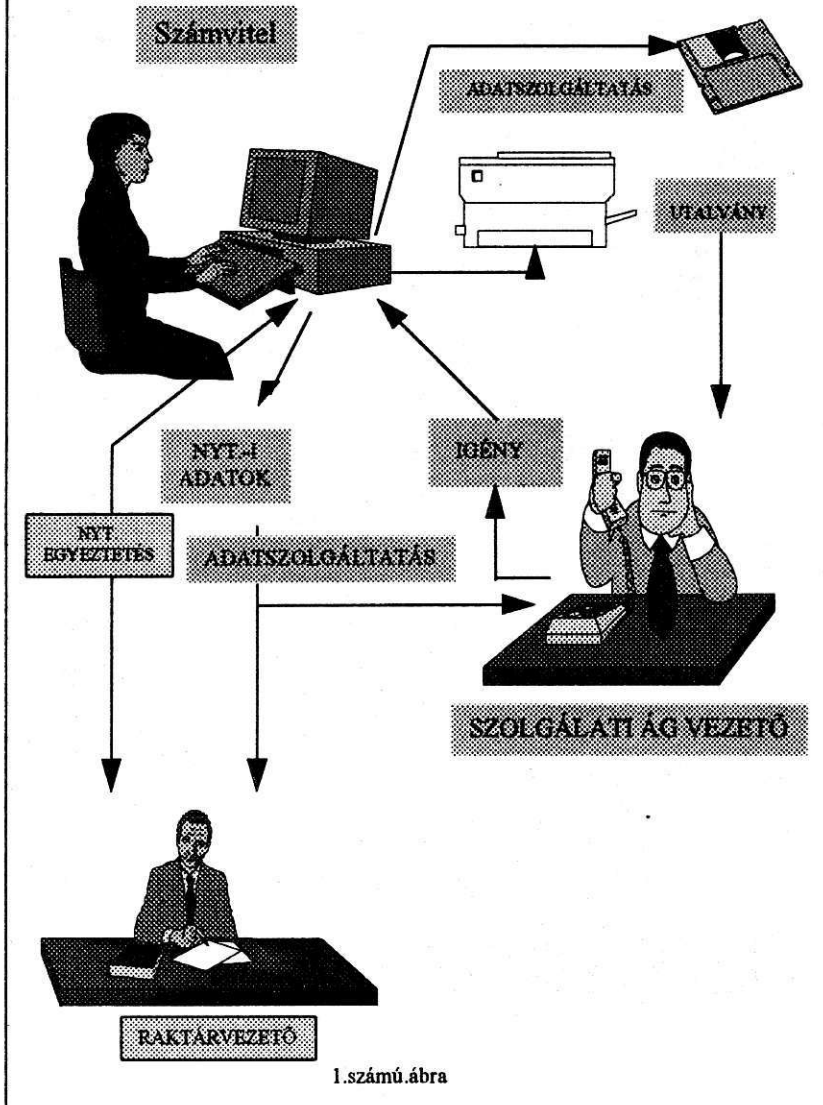 Számvitel
ADATSZOLGÁLTATÁS
UTALVÁNY
NYT.-I
ADATOK
IGÉNY
NYT.
EGYEZTETÉS
ADATSZOLGÁLTATÁS
SZOLGÁLATI ÁG VEZETŐ
RAKTÁRVEZETŐ
1.számú.ábra